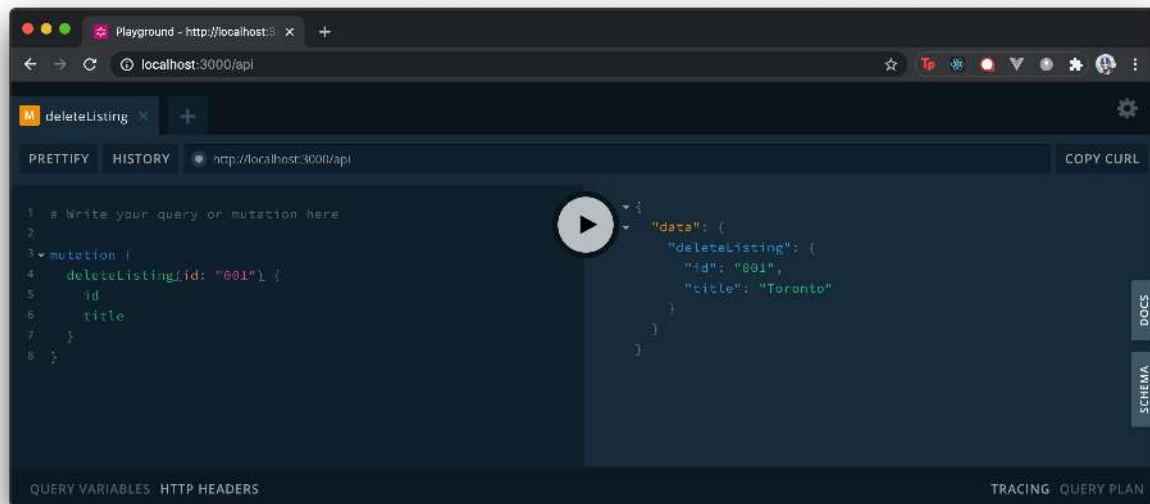 Playground - http://localhost:3
localhost:3000/api
Tp
M deleteListing
PRETTIFY HISTORY http://localhost:3000/api COPY CURL
1 # Write your query or mutation here
2
3 mutation {
4 deleteListing(id: "001") {
5 id
6 title
7 }
8 }
{
"data": {
"deleteListing": {
"id": "001",
"title": "Toronto"
}
}
}
DOCS
SCHEMA
QUERY VARIABLES HTTP HEADERS TRACING QUERY PLAN